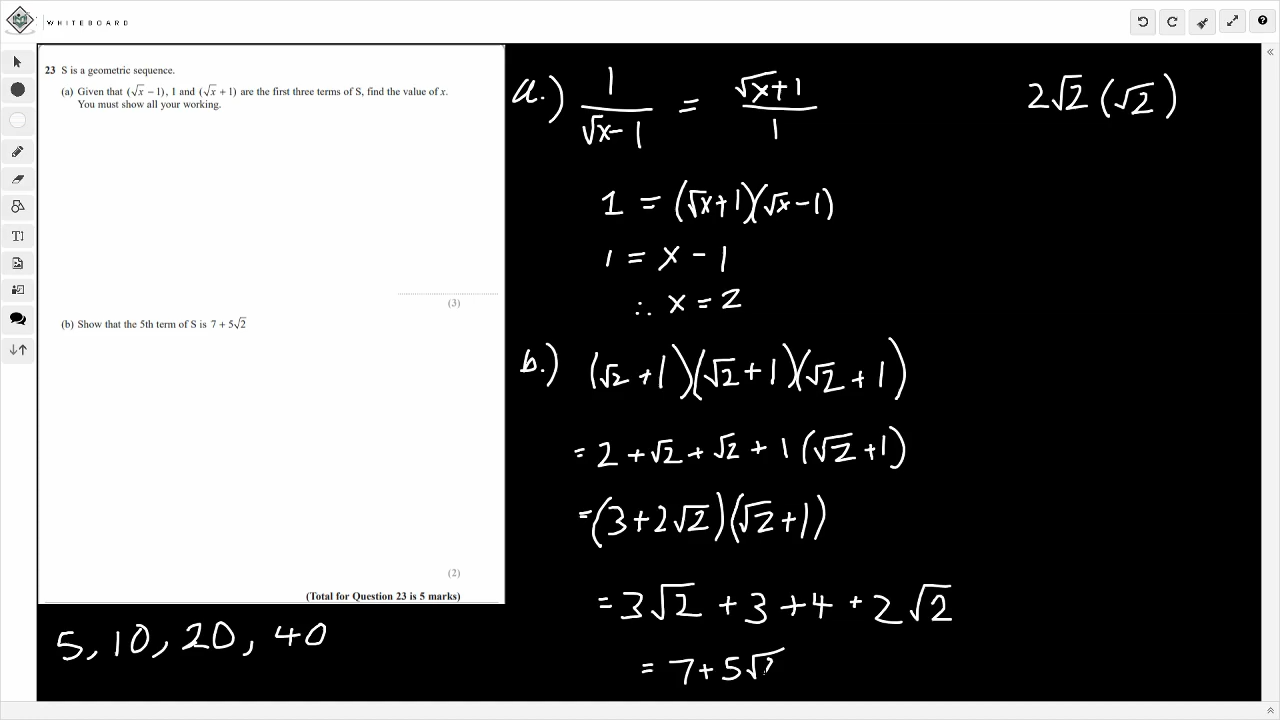 WHITEBOARD
23 S is a geometric sequence.
(a) Given that (√x − 1), 1 and (√x + 1) are the first three terms of S, find the value of x.
You must show all your working.
(3)
(b) Show that the 5th term of S is 7 + 5√2
(2)
(Total for Question 23 is 5 marks)
5, 10, 20, 40
a.) 1/(√x − 1) = (√x + 1)/1
1 = (√x+1)(√x−1)
1 = x − 1
∴ x = 2
b.) (√2 + 1)(√2 + 1)(√2 + 1)
= 2 + √2 + √2 + 1 (√2 + 1)
= (3 + 2√2)(√2 + 1)
= 3√2 + 3 + 4 + 2√2
= 7 + 5√2
2√2 (√2)
T